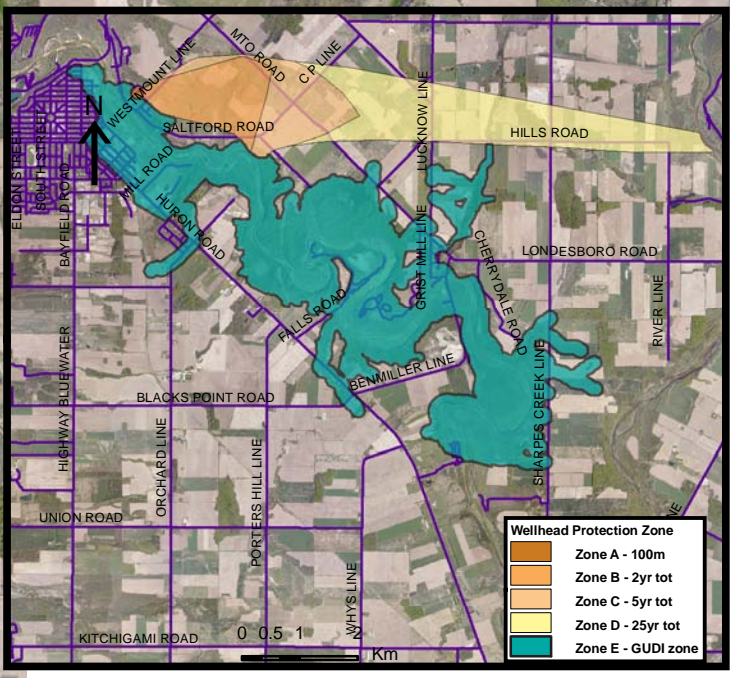 MTO ROAD
C P LINE
WESTMOUNT LINE
LUCKNOW LINE
N
SALTFORD ROAD
HILLS ROAD
ELDON STREET
SOUTH STREET
BAYFIELD ROAD
MILL ROAD
HURON ROAD
GRIST MILL LINE
CHERRYDALE ROAD
LONDESBORO ROAD
RIVER LINE
FALLS ROAD
BENMILLER LINE
HIGHWAY BLUEWATER
BLACKS POINT ROAD
SHARPES CREEK LINE
ORCHARD LINE
PORTERS HILL LINE
UNION ROAD
NE
WHYS LINE
KITCHIGAMI ROAD
0 0.5 1 2
Km
Wellhead Protection Zone
Zone A - 100m
Zone B - 2yr tot
Zone C - 5yr tot
Zone D - 25yr tot
Zone E - GUDI zone